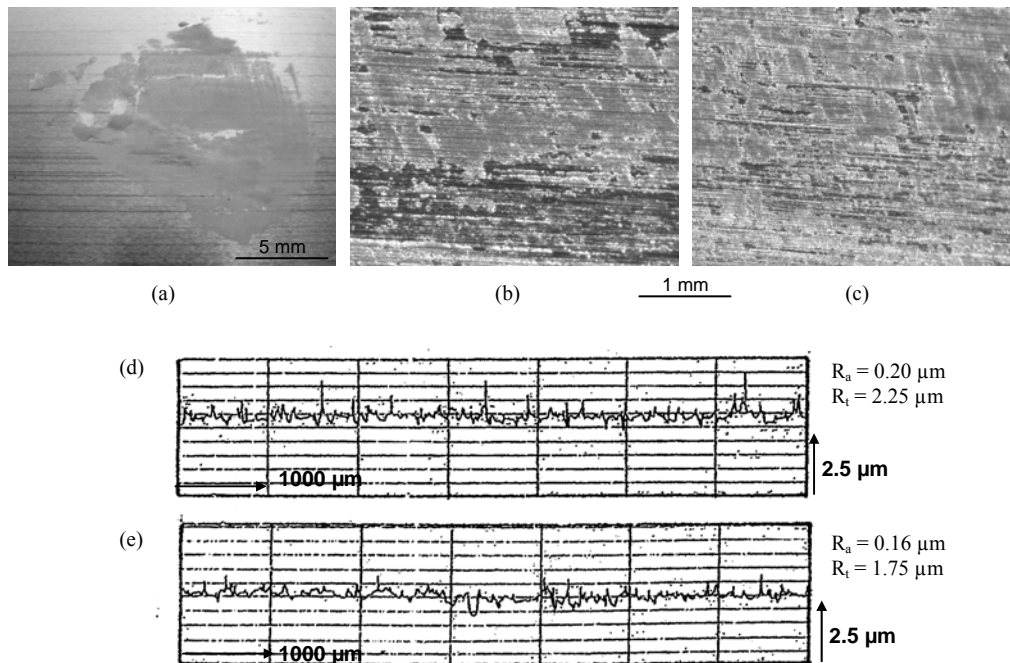 5 mm
(a)
(b)
1 mm
(c)
(d)
R_a = 0.20 µm
R_t = 2.25 µm
1000 µm
2.5 µm
(e)
R_a = 0.16 µm
R_t = 1.75 µm
1000 µm
2.5 µm